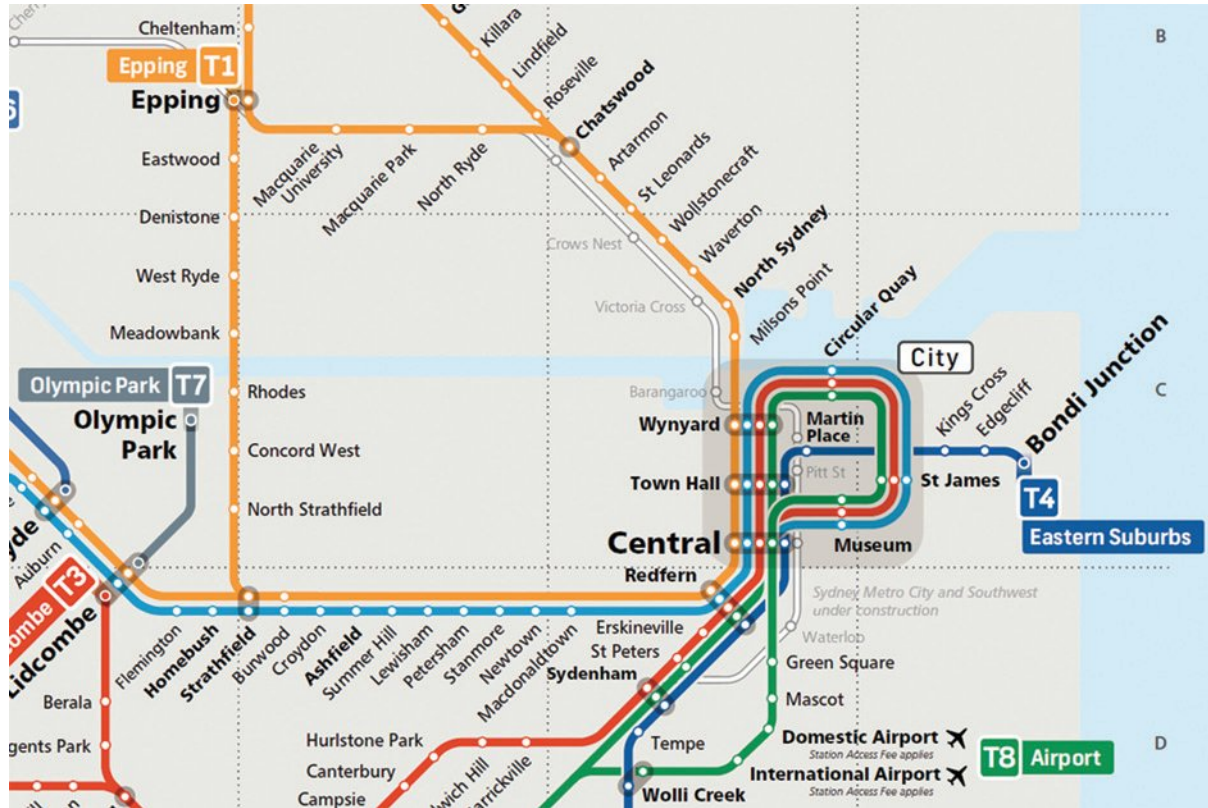 Cheltenham
B
Epping T1
Epping
Killara
Lindfield
Roseville
Chatswood
Artarmon
St Leonards
Wollstonecraft
Waverton
North Sydney
Milsons Point
Eastwood
Macquarie
University
Macquarie Park
North Ryde
Denistone
West Ryde
Meadowbank
Rhodes
Concord West
North Strathfield
Crows Nest
Victoria Cross
Barangaroo
Circular Quay
City
C
Olympic Park T7
Olympic
Park
Wynyard
Martin
Place
Pitt St
Town Hall
Kings Cross
Edgecliff
Bondi Junction
St James
T4
Eastern Suburbs
Central
Museum
Redfern
Auburn
T3
Lidcombe
Flemington
Homebush
Strathfield
Burwood
Croydon
Ashfield
Summer Hill
Lewisham
Petersham
Stanmore
Newtown
Macdonaldtown
Sydney Metro City and Southwest
under construction
Waterloo
Erskineville
St Peters
Sydenham
Green Square
Mascot
Berala
gents Park
Hurlstone Park
Canterbury
Campsie
Tempe
Domestic Airport
Station Access Fee applies
International Airport
Station Access Fee applies
T8 Airport
Wolli Creek
D